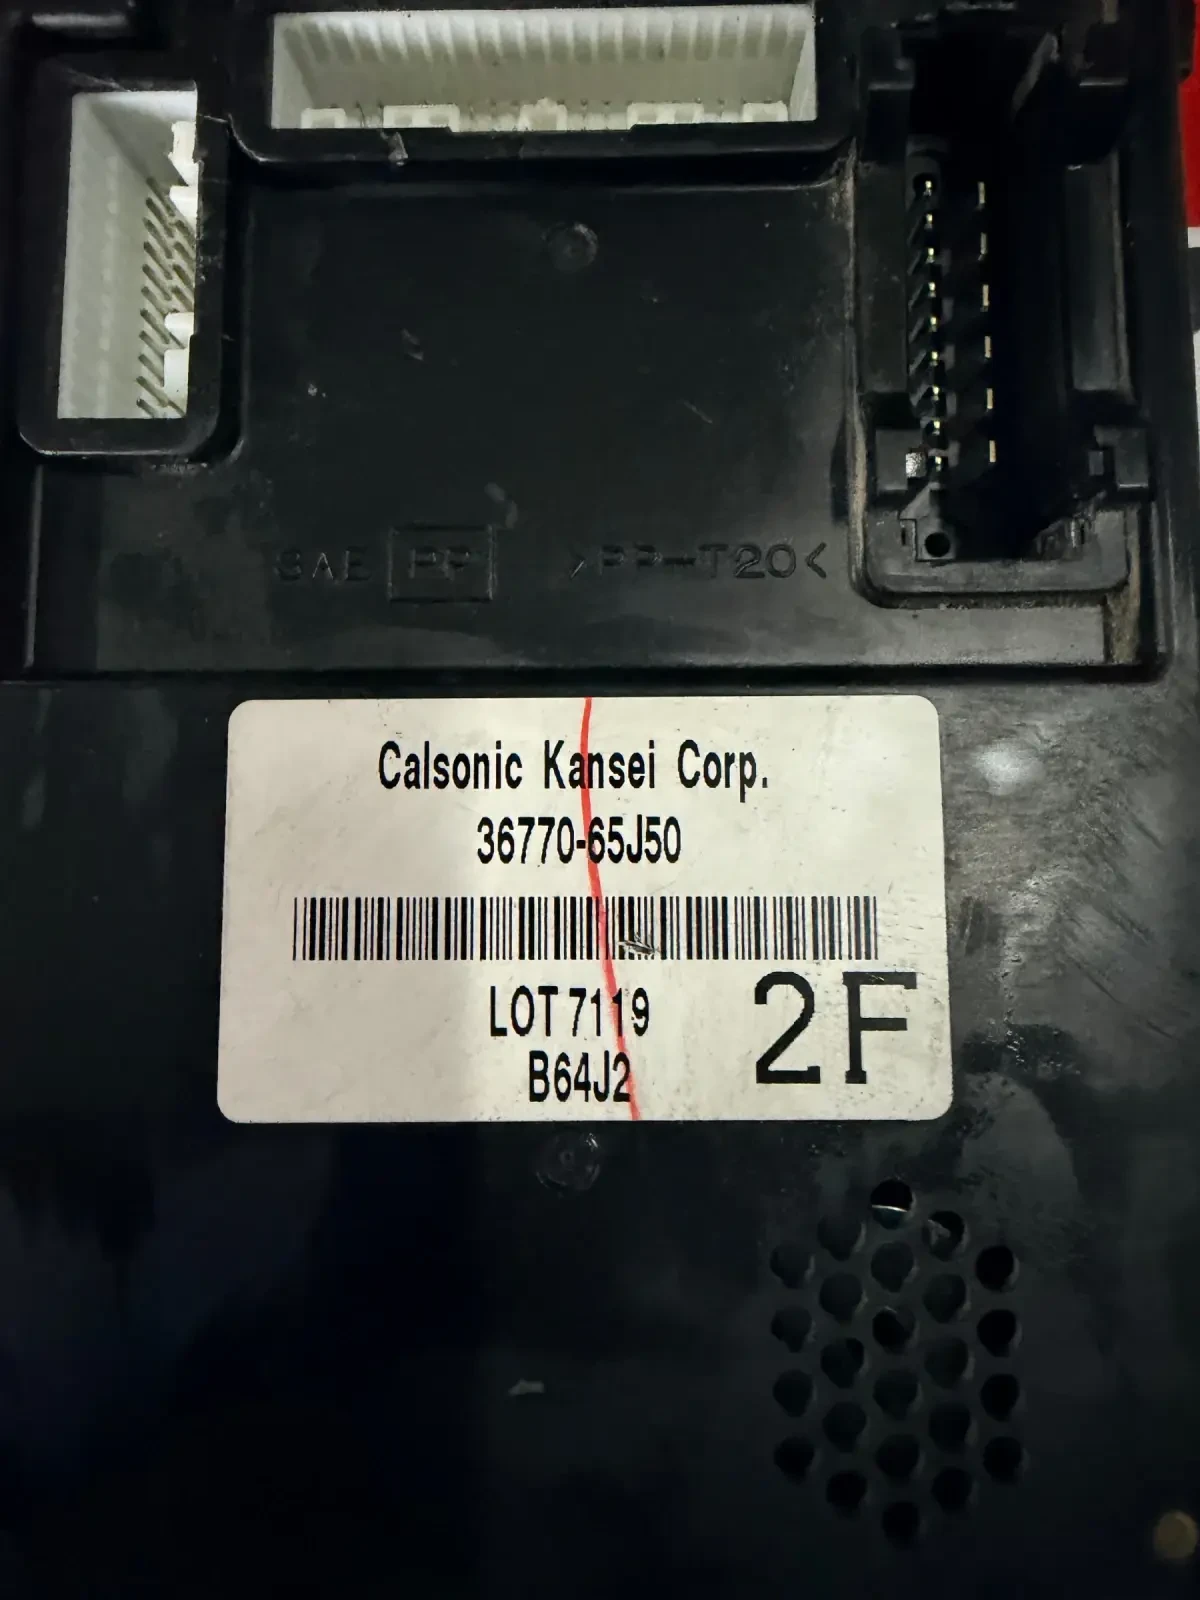 SAE PP >PP-T20<
Calsonic Kansei Corp.
36770-65J50
LOT 7119
B64J2
2F